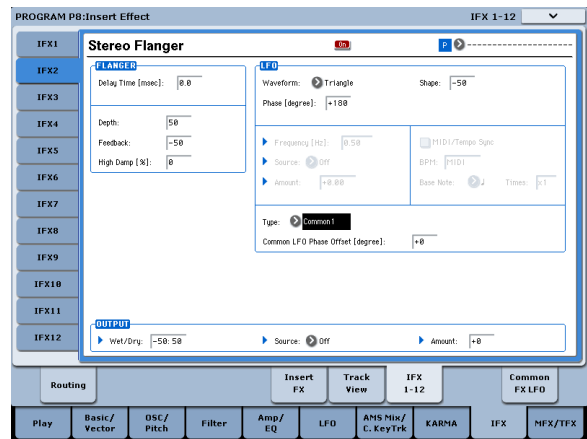 PROGRAM P8:Insert Effect
IFX 1-12
IFX1
IFX2
IFX3
IFX4
IFX5
IFX6
IFX7
IFX8
IFX9
IFX10
IFX11
IFX12
Stereo Flanger
On
P
----------------------
FLANGER
Delay Time [msec]: 0.0
Depth: 50
Feedback: -50
High Damp [%]: 0
LFO
Waveform: Triangle Shape: -50
Phase [degree]: +180
Frequency [Hz]: 0.50
Source: Off
Amount: +0.00
MIDI/Tempo Sync
BPM: MIDI
Base Note: ♩ Times: x1
Type: Common1
Common LFO Phase Offset [degree]: +0
OUTPUT
Wet/Dry: -50:50 Source: Off Amount: +0
Routing
Insert FX
Track View
IFX 1-12
Common FX LFO
Play
Basic/ Vector
OSC/ Pitch
Filter
Amp/ EQ
LFO
AMS Mix/ C. KeyTrk
KARMA
IFX
MFX/TFX